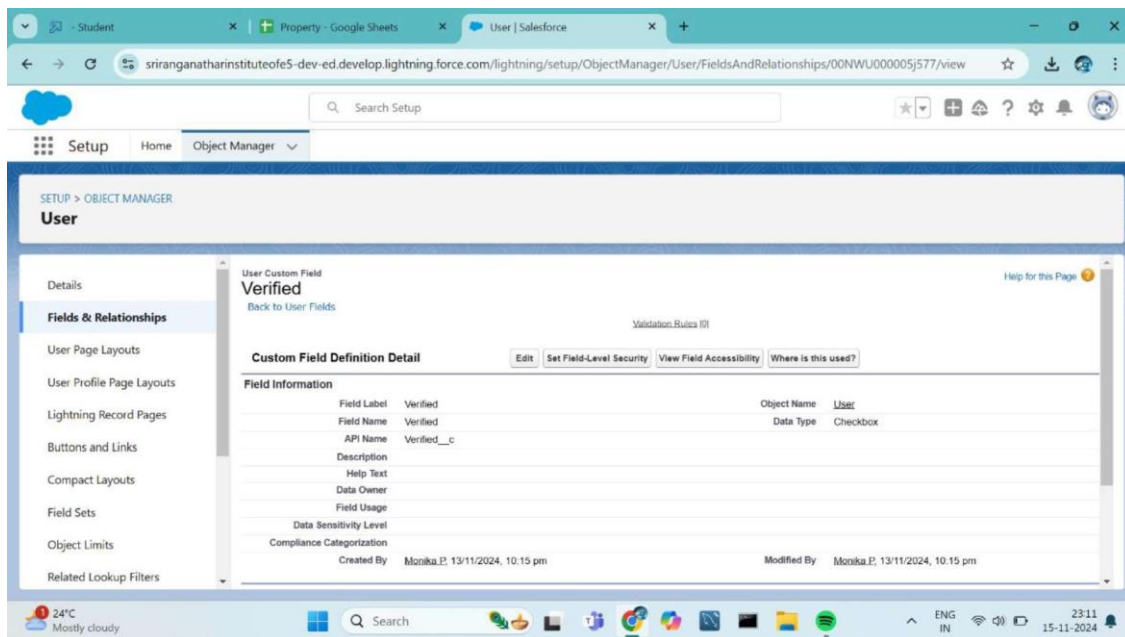 - Student
Property - Google Sheets
User | Salesforce
sriranganatharinstituteofe5-dev-ed.develop.lightning.force.com/lightning/setup/ObjectManager/User/FieldsAndRelationships/00NWU000005j577/view
Search Setup
Setup Home Object Manager
SETUP > OBJECT MANAGER
User
Details
Fields & Relationships
User Page Layouts
User Profile Page Layouts
Lightning Record Pages
Buttons and Links
Compact Layouts
Field Sets
Object Limits
Related Lookup Filters
User Custom Field
Verified
Back to User Fields
Help for this Page
Validation Rules [0]
Custom Field Definition Detail
Edit Set Field-Level Security View Field Accessibility Where is this used?
Field Information
Field Label Verified Object Name User
Field Name Verified Data Type Checkbox
API Name Verified__c
Description
Help Text
Data Owner
Field Usage
Data Sensitivity Level
Compliance Categorization
Created By Monika P, 13/11/2024, 10:15 pm Modified By Monika P, 13/11/2024, 10:15 pm
1
24°C
Mostly cloudy
Search
ENG
IN
23:11
15-11-2024